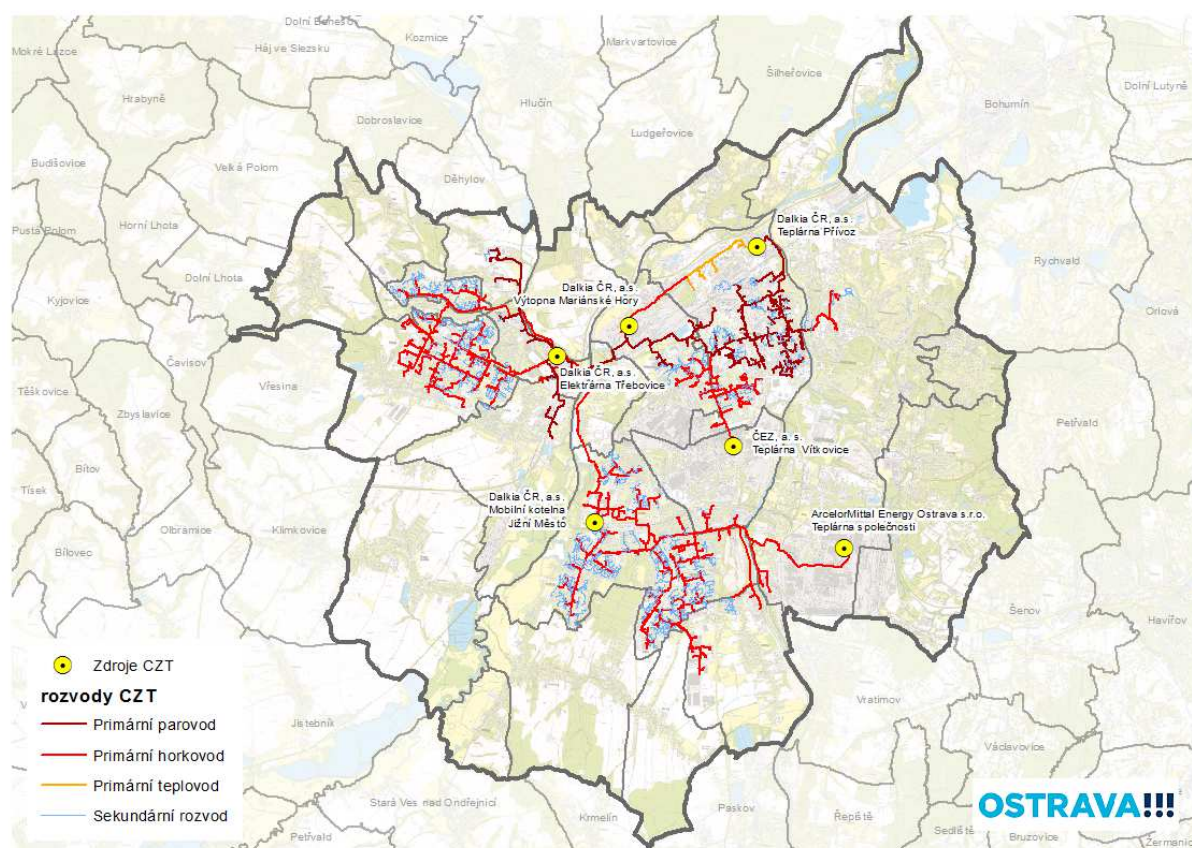 Dolní Benešov
Kozmice
Markvartovice
Mokré Lazce
Háj ve Slezsku
Šilheřovice
Dolní Lutyně
Hrabyně
Hlučín
Bohumín
Dobroslavice
Ludgeřovice
Budišovice
Velká Polom
Děhylov
Horní Lhota
Pustá Polom
Dalkia ČR, a.s.
Teplárna Přívoz
Dolní Lhota
Rychvald
Kyjovice
Dalkia ČR, a.s.
Výtopna Mariánské Hory
Orlová
Čavisov
Dalkia ČR, a.s.
Elektrárna Třebovice
Těškovice
Vřesina
Zbyslavice
Petřvald
ČEZ, a. s.
Teplárna Vítkovice
Bítov
Tísek
Dalkia ČR, a.s.
Mobilní kotelna
Jižní Město
ArcelorMittal Energy Ostrava s.r.o.
Teplárna společnosti
Olbramice
Klimkovice
Bílovec
Šenov
Havířov
Zdroje CZT
rozvody CZT
Primární parovod
Primární horkovod
Primární teplovod
Sekundární rozvod
Vratimov
Jistebník
Václavovice
Stará Ves nad Ondřejnicí
Paskov
Krmelín
Řepiště
OSTRAVA!!!
Petřvald
Sedliště
Bruzovice
Žermanice